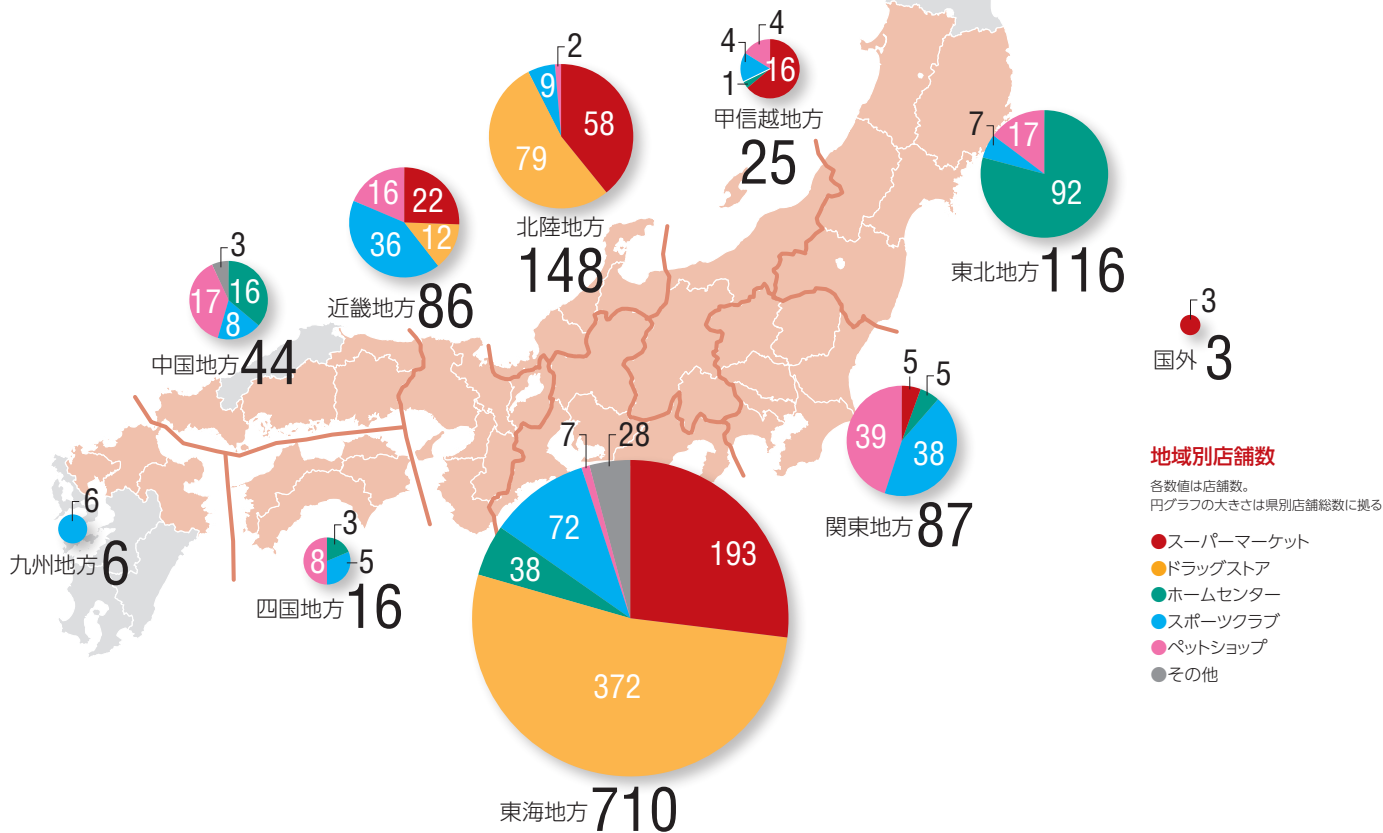 4
4
1
16
甲信越地方
25
2
9
58
79
北陸地方
148
7
17
92
東北地方116
16
22
12
36
近畿地方86
3
17
16
8
中国地方44
3
国外 3
5
5
39
38
関東地方87
6
九州地方6
3
8
5
四国地方16
7
28
72
193
38
372
東海地方710
地域別店舗数
各数値は店舗数。
円グラフの大きさは県別店舗総数に拠る
スーパーマーケット
ドラッグストア
ホームセンター
スポーツクラブ
ペットショップ
その他